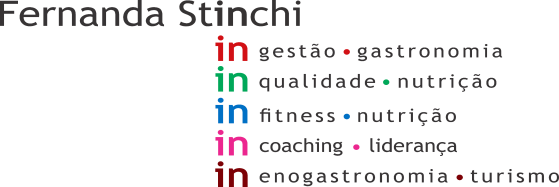 Fernanda Stinchi
in gestão • gastronomia
in qualidade • nutrição
in fitness • nutrição
in coaching • liderança
in enogastronomia • turismo